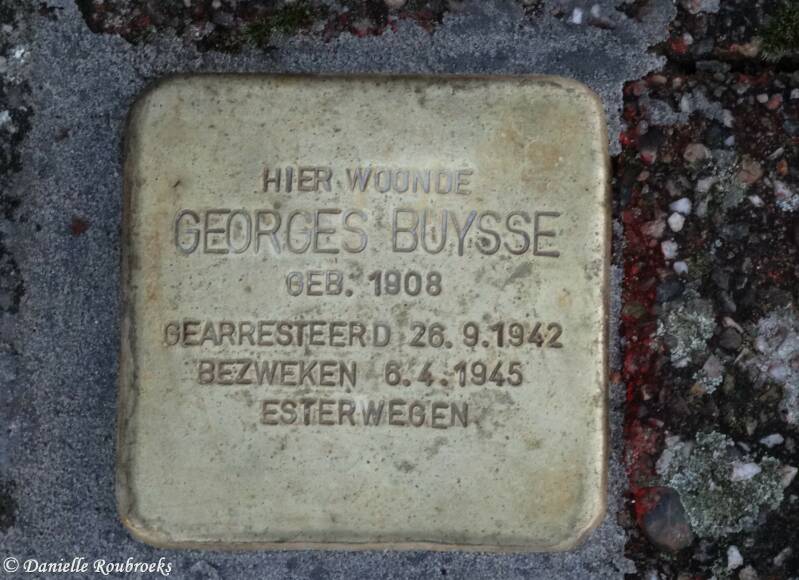 HIER WOONDE
GEORGES BUYSSE
GEB. 1908
GEARRESTEERD 26.9.1942
BEZWEKEN 6.4.1945
ESTERWEGEN
© Danielle Roubroeks